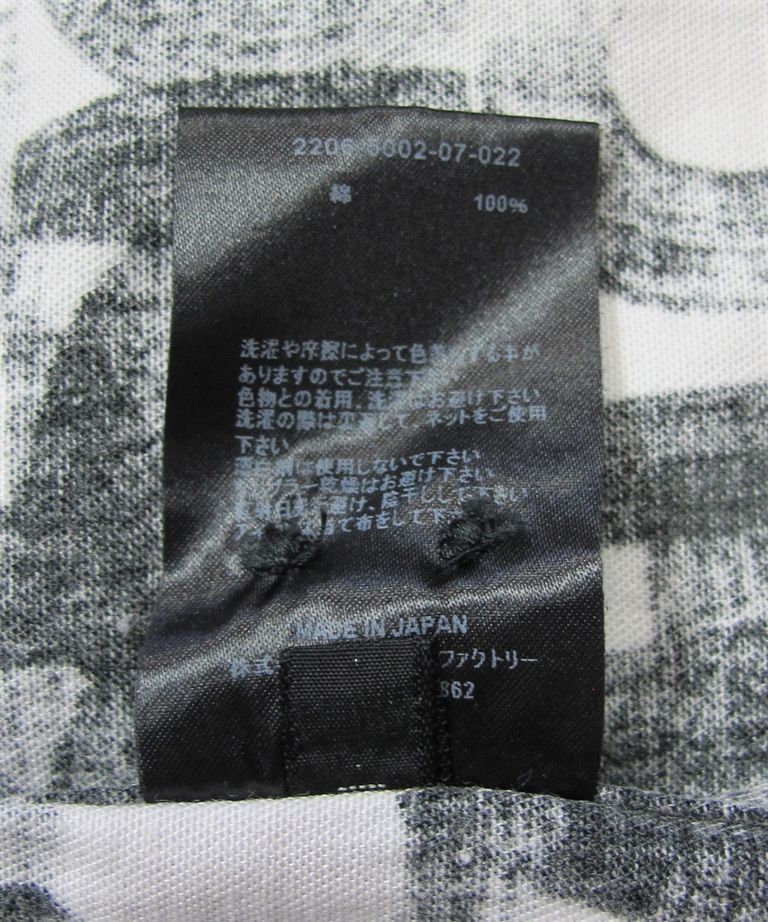 2206-6002-07-022
綿 100%
洗濯や摩擦によって色落ちする事が
ありますのでご注意下さい
色物との着用、洗濯はお避け下さい
洗濯の際は裏返して、ネットをご使用
下さい
漂白剤は使用しないで下さい
タンブラー乾燥はお避け下さい
直射日光を避け、陰干しして下さい
アイロンは当て布をして下さい
MADE IN JAPAN
株式 ファクトリー
862